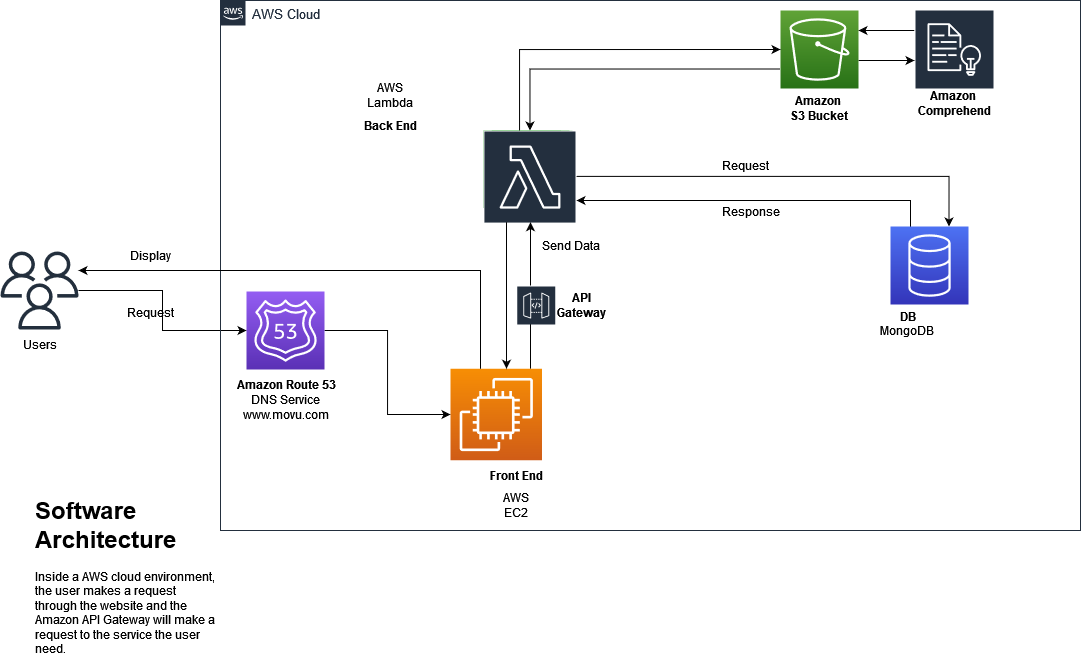 aws
AWS Cloud
AWS
Lambda
Back End
Amazon
S3 Bucket
Amazon
Comprehend
Request
Response
Send Data
API
Gateway
DB
MongoDB
Display
Request
Users
53
Amazon Route 53
DNS Service
www.movu.com
Front End
AWS
EC2
Software
Architecture
Inside a AWS cloud environment,
the user makes a request
through the website and the
Amazon API Gateway will make a
request to the service the user
need.